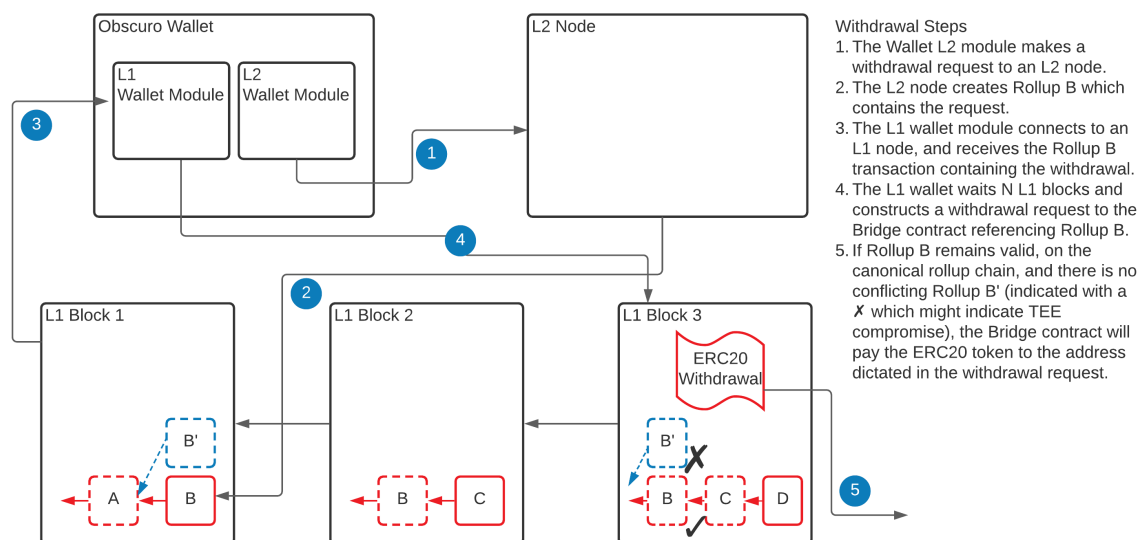 Obscuro Wallet
L1
Wallet Module
L2
Wallet Module
L2 Node
3
1
4
2
L1 Block 1
B'
A
B
L1 Block 2
B
C
L1 Block 3
ERC20
Withdrawal
B'
✗
B
C
D
✓
5
Withdrawal Steps
1. The Wallet L2 module makes a
withdrawal request to an L2 node.
2. The L2 node creates Rollup B which
contains the request.
3. The L1 wallet module connects to an
L1 node, and receives the Rollup B
transaction containing the withdrawal.
4. The L1 wallet waits N L1 blocks and
constructs a withdrawal request to the
Bridge contract referencing Rollup B.
5. If Rollup B remains valid, on the
canonical rollup chain, and there is no
conflicting Rollup B' (indicated with a
✗ which might indicate TEE
compromise), the Bridge contract will
pay the ERC20 token to the address
dictated in the withdrawal request.